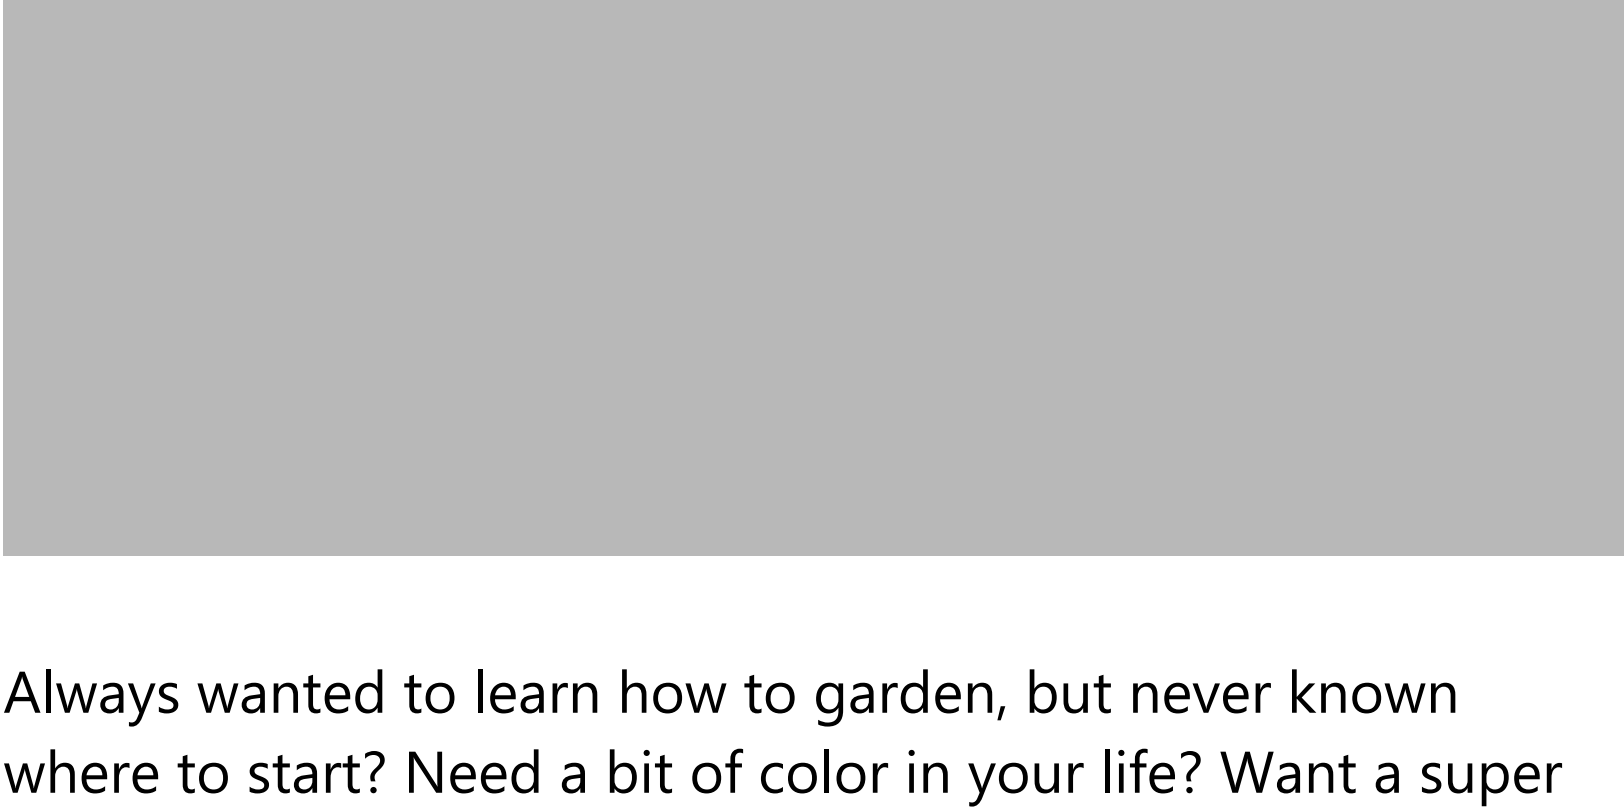 Always wanted to learn how to garden, but never known
where to start? Need a bit of color in your life? Want a super